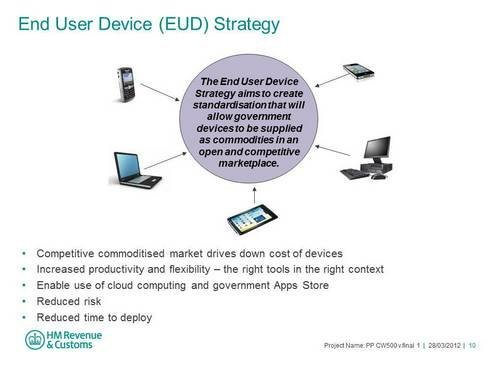 End User Device (EUD) Strategy
The End User Device
Strategy aims to create
standardisation that will
allow government
devices to be supplied
as commodities in an
open and competitive
marketplace.
• Competitive commoditised market drives down cost of devices
• Increased productivity and flexibility – the right tools in the right context
• Enable use of cloud computing and government Apps Store
• Reduced risk
• Reduced time to deploy
HM Revenue
& Customs
Project Name: PP CW500 v.final 1 | 28/03/2012 | 10